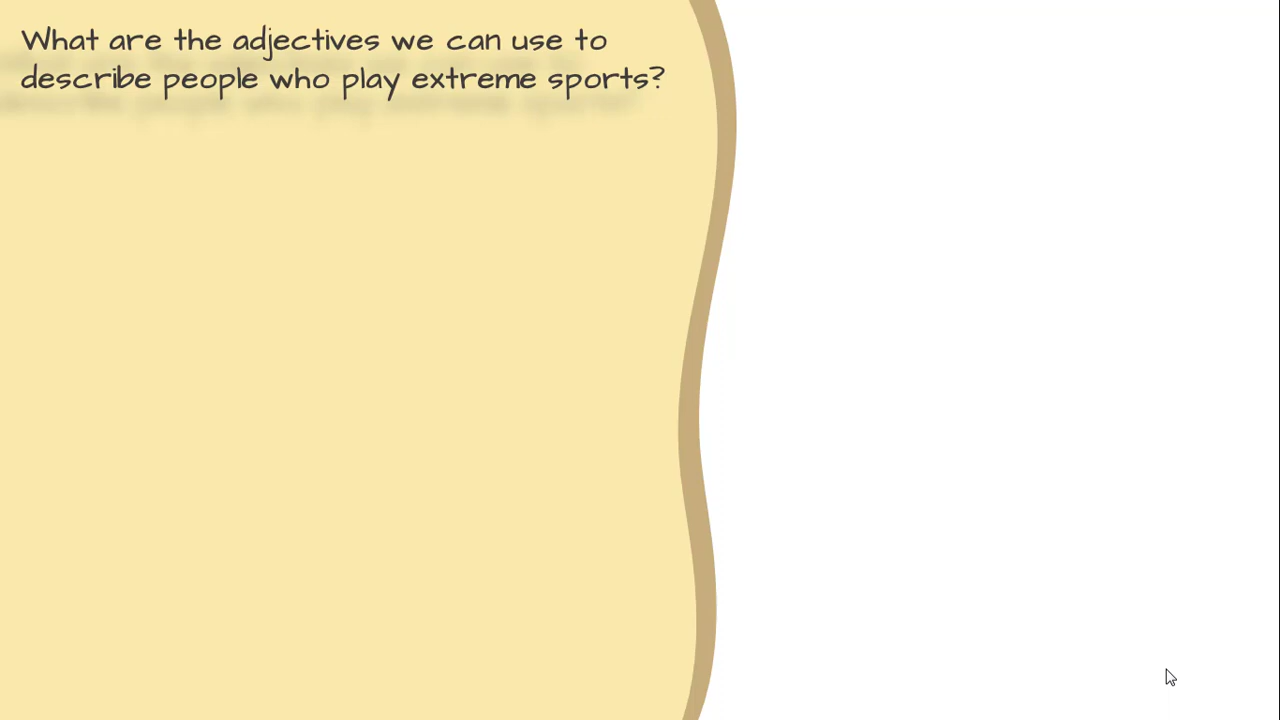 What are the adjectives we can use to
describe people who play extreme sports?